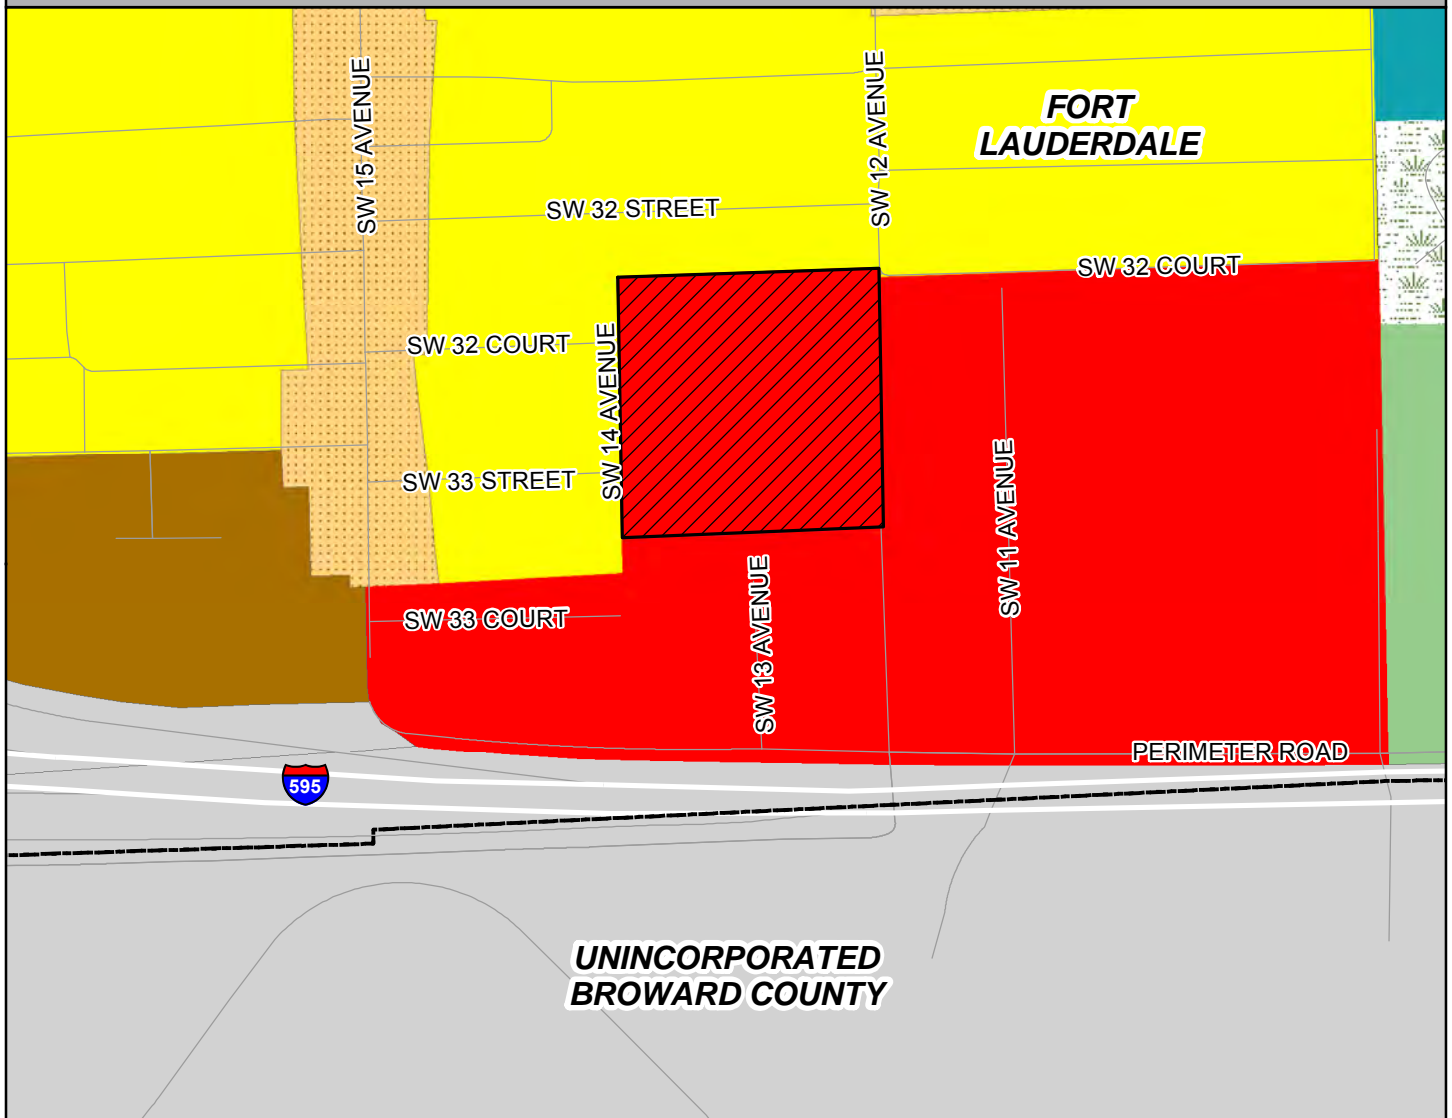 SW 15 AVENUE
SW 12 AVENUE
FORT
LAUDERDALE
SW 32 STREET
SW 32 COURT
SW 32 COURT
SW 14 AVENUE
SW 33 STREET
SW 11 AVENUE
SW 13 AVENUE
SW 33 COURT
PERIMETER ROAD
595
UNINCORPORATED
BROWARD COUNTY